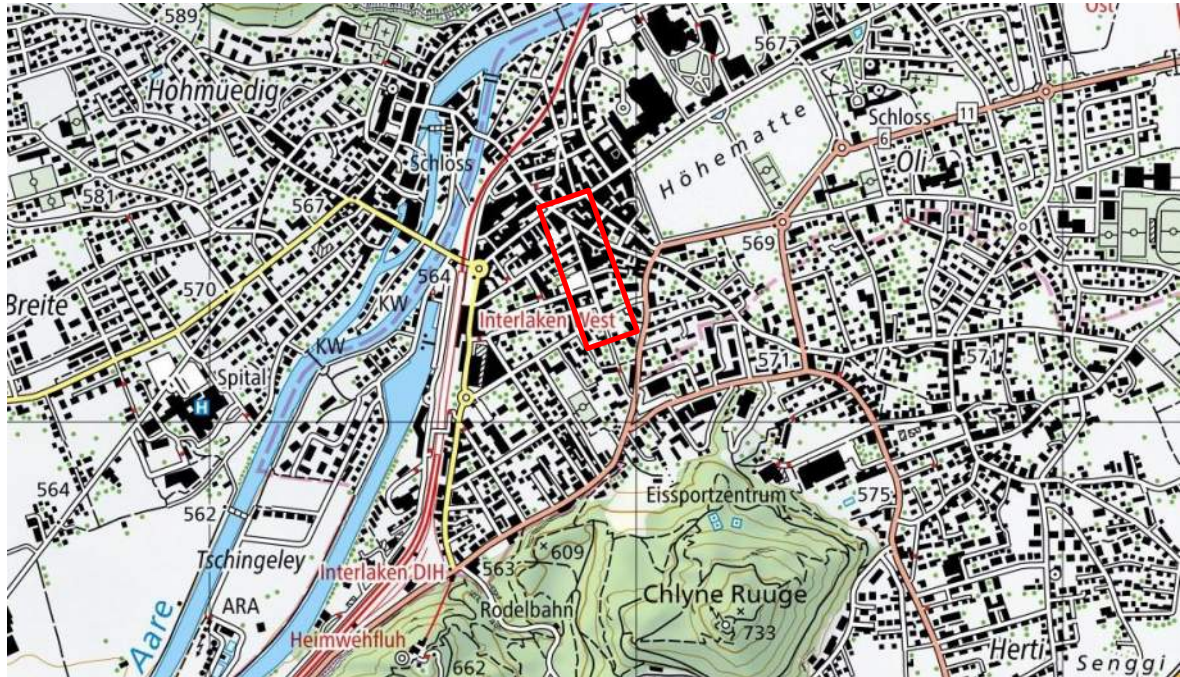 589
Ost
567
Höhmüedig
Schloss
11
6
Höhematte
Schloss
Oli
581
567
569
564
570
KW
Breite
Interlaken West
KW
571
571
Spital
H
564
Eissportzentrum
575
562
609
Tschingeley
563
Interlaken DIH
Chlyne Ruuge
Rodelbahn
ARA
733
Aare
Heimwehfluh
662
Herti
Senggi